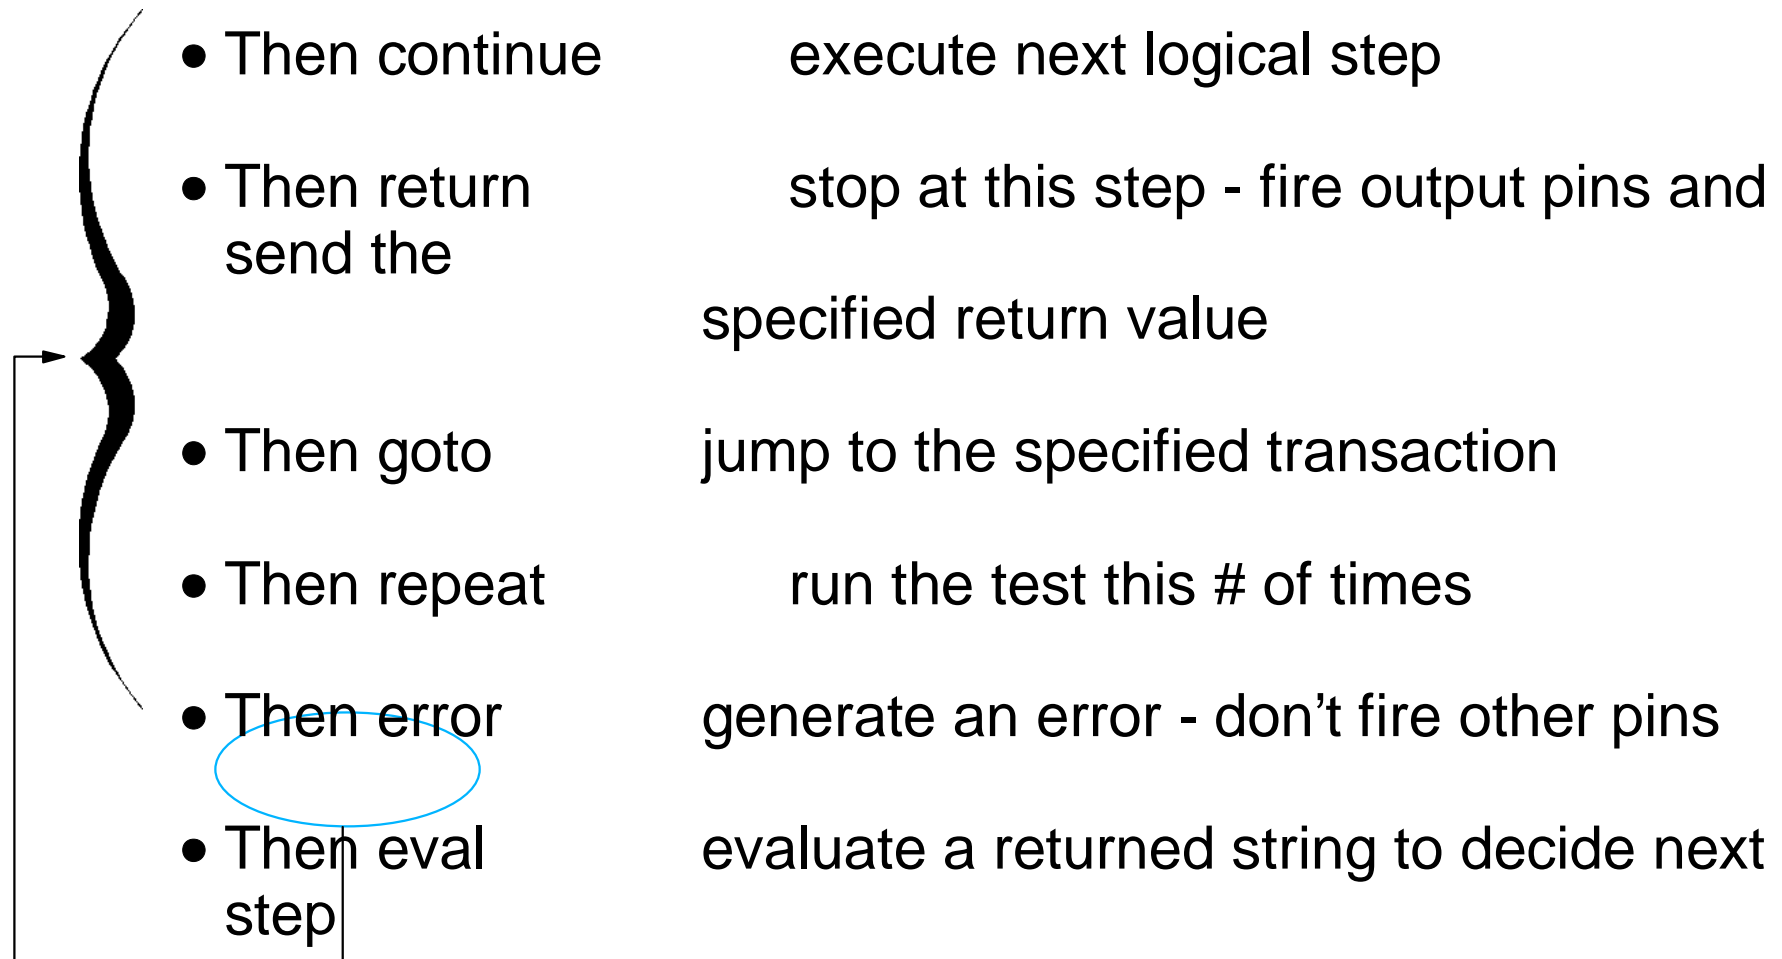 • Then continue execute next logical step
• Then return stop at this step - fire output pins and
send the
specified return value
• Then goto jump to the specified transaction
• Then repeat run the test this # of times
• Then error generate an error - don’t fire other pins
• Then eval evaluate a returned string to decide next
step